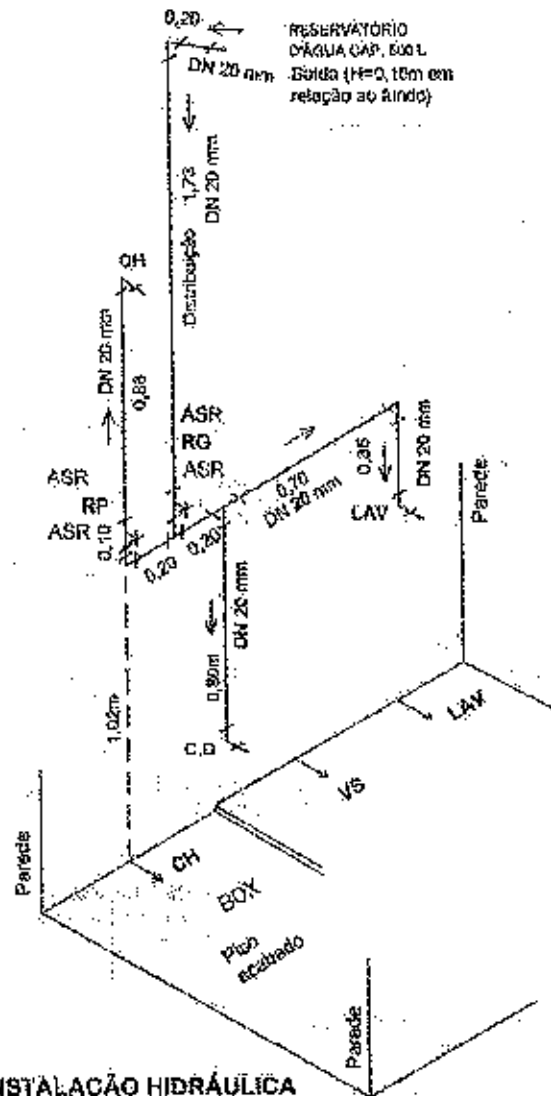 0,20
RESERVATÓRIO
D'ÁGUA CAP. 500 L
DN 20 mm
Saída (H=0,10m em
relação ao fundo)
1,73
DN 20 mm
Distribuição
CH
DN 20 mm
0,88
ASR
RG
ASR
ASR
RP
ASR
0,10
0,20
0,20
0,70
DN 20 mm
0,35
DN 20 mm
LAV
Parede
DN 20 mm
0,80m
C.D
1,02m
LAV
VS
CH
BOX
Piso
acabado
Parede
Parede
NSTALAÇÃO HIDRÁULICA